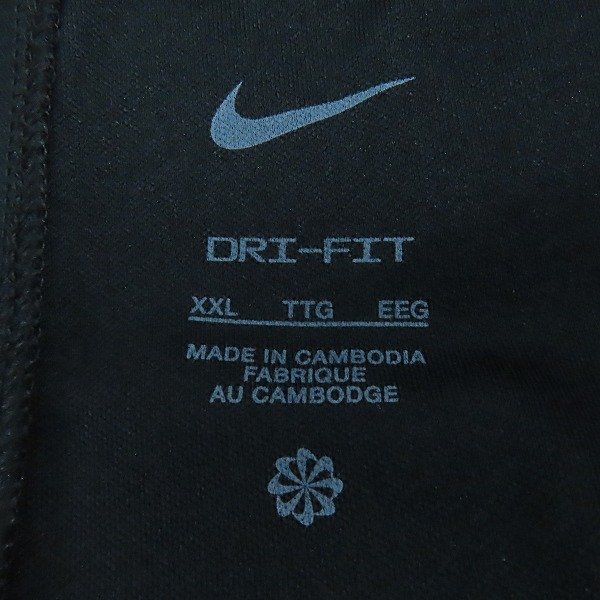 DRI-FIT
XXL TTG EEG
MADE IN CAMBODIA
FABRIQUE
AU CAMBODGE